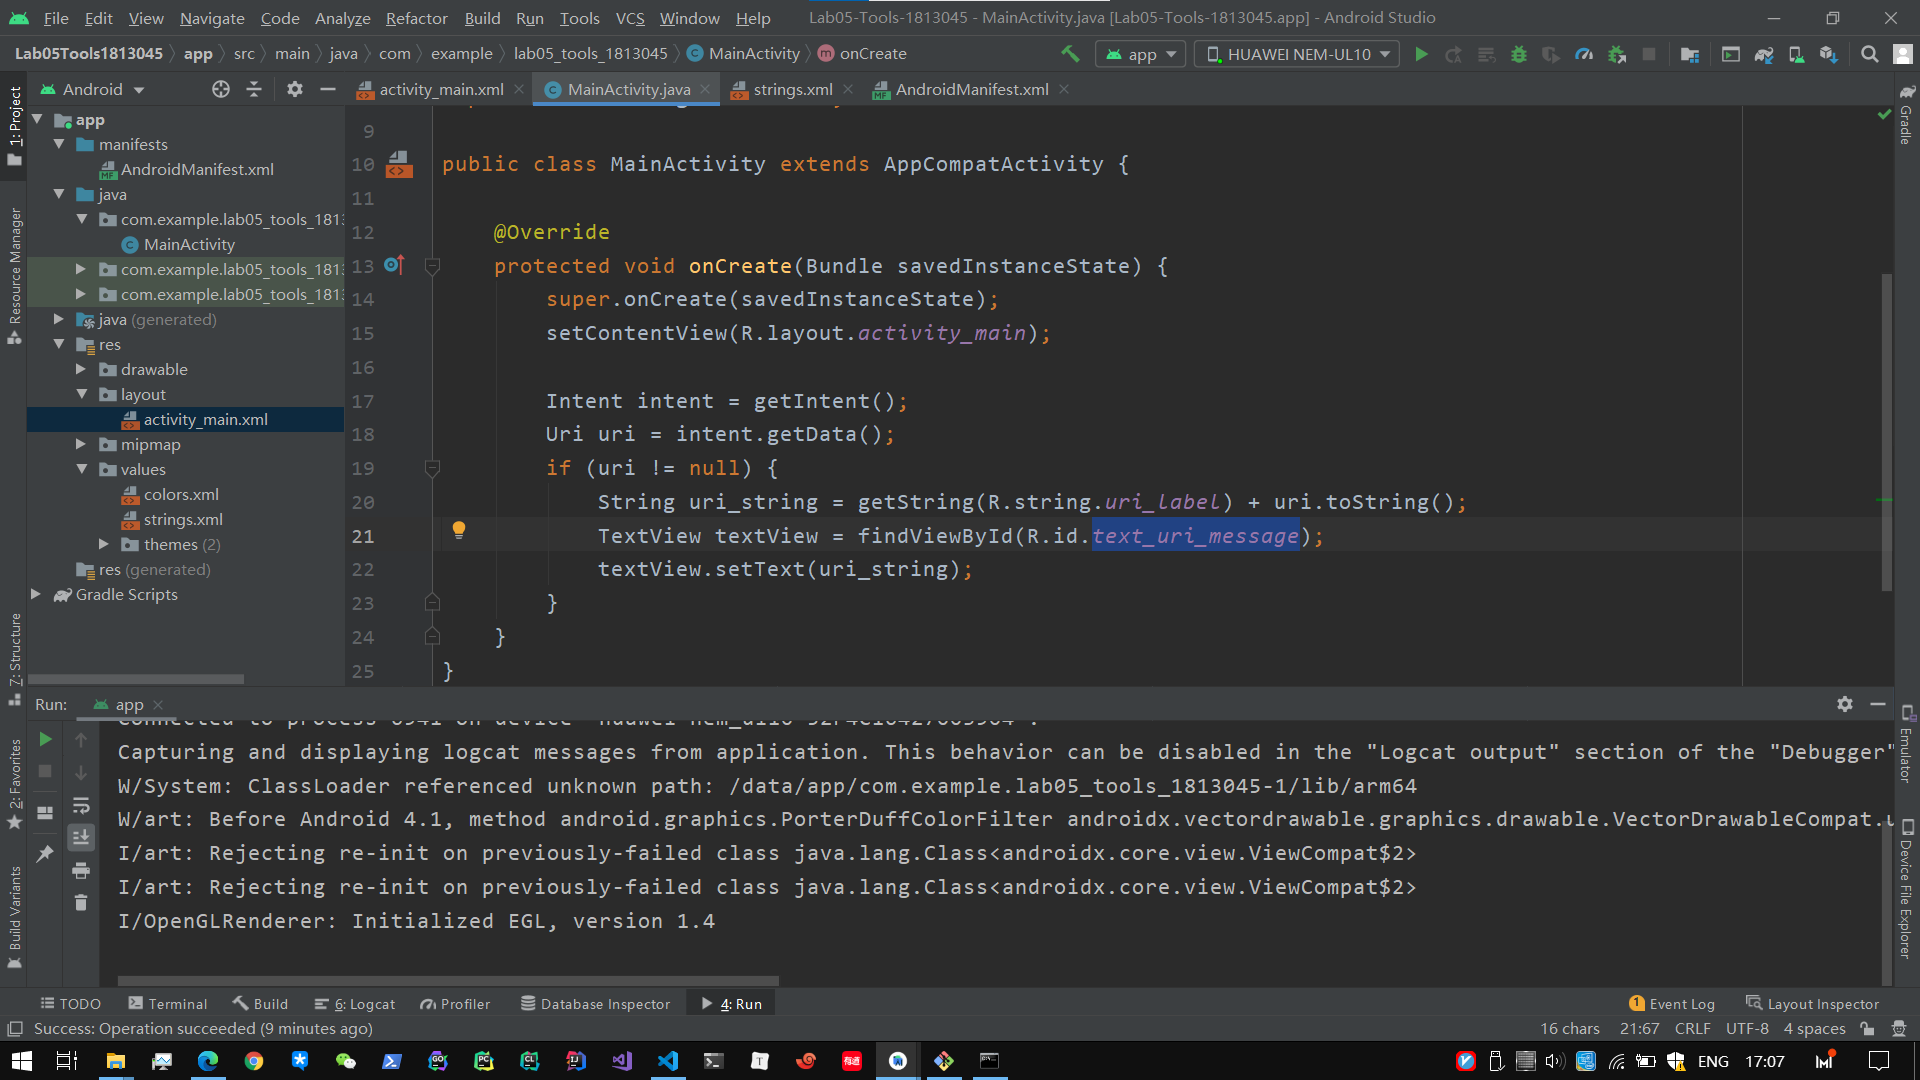 File Edit View Navigate Code Analyze Refactor Build Run Tools VCS Window Help Lab05-Tools-1813045 - MainActivity.java [Lab05-Tools-1813045.app] - Android Studio
Lab05Tools1813045 app src main java com example lab05_tools_1813045 MainActivity onCreate app HUAWEI NEM-UL10
Android activity_main.xml MainActivity.java strings.xml AndroidManifest.xml
1: Project
Resource Manager
7: Structure
2: Favorites
Build Variants
app
manifests
AndroidManifest.xml
java
com.example.lab05_tools_1813
MainActivity
com.example.lab05_tools_181
com.example.lab05_tools_181
java (generated)
res
drawable
layout
activity_main.xml
mipmap
values
colors.xml
strings.xml
themes (2)
res (generated)
Gradle Scripts
9
10 public class MainActivity extends AppCompatActivity {
11
12 @Override
13 protected void onCreate(Bundle savedInstanceState) {
14 super.onCreate(savedInstanceState);
15 setContentView(R.layout.activity_main);
16
17 Intent intent = getIntent();
18 Uri uri = intent.getData();
19 if (uri != null) {
20 String uri_string = getString(R.string.uri_label) + uri.toString();
21 TextView textView = findViewById(R.id.text_uri_message);
22 textView.setText(uri_string);
23 }
24 }
25 }
Gradle
Emulator
Device File Explorer
Run: app
Capturing and displaying logcat messages from application. This behavior can be disabled in the "Logcat output" section of the "Debugger"
W/System: ClassLoader referenced unknown path: /data/app/com.example.lab05_tools_1813045-1/lib/arm64
W/art: Before Android 4.1, method android.graphics.PorterDuffColorFilter androidx.vectordrawable.graphics.drawable.VectorDrawableCompat.u
I/art: Rejecting re-init on previously-failed class java.lang.Class<androidx.core.view.ViewCompat$2>
I/art: Rejecting re-init on previously-failed class java.lang.Class<androidx.core.view.ViewCompat$2>
I/OpenGLRenderer: Initialized EGL, version 1.4
TODO Terminal Build 6: Logcat Profiler Database Inspector 4: Run 1 Event Log Layout Inspector
Success: Operation succeeded (9 minutes ago) 16 chars 21:67 CRLF UTF-8 4 spaces
ENG 17:07